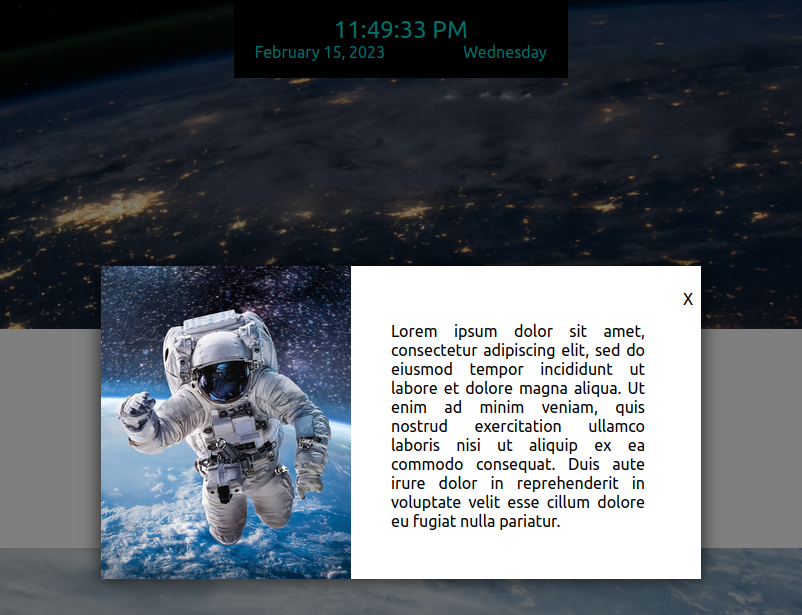 11:49:33 PM
February 15, 2023 Wednesday
X
Lorem ipsum dolor sit amet,
consectetur adipiscing elit, sed do
eiusmod tempor incididunt ut
labore et dolore magna aliqua. Ut
enim ad minim veniam, quis
nostrud exercitation ullamco
laboris nisi ut aliquip ex ea
commodo consequat. Duis aute
irure dolor in reprehenderit in
voluptate velit esse cillum dolore
eu fugiat nulla pariatur.